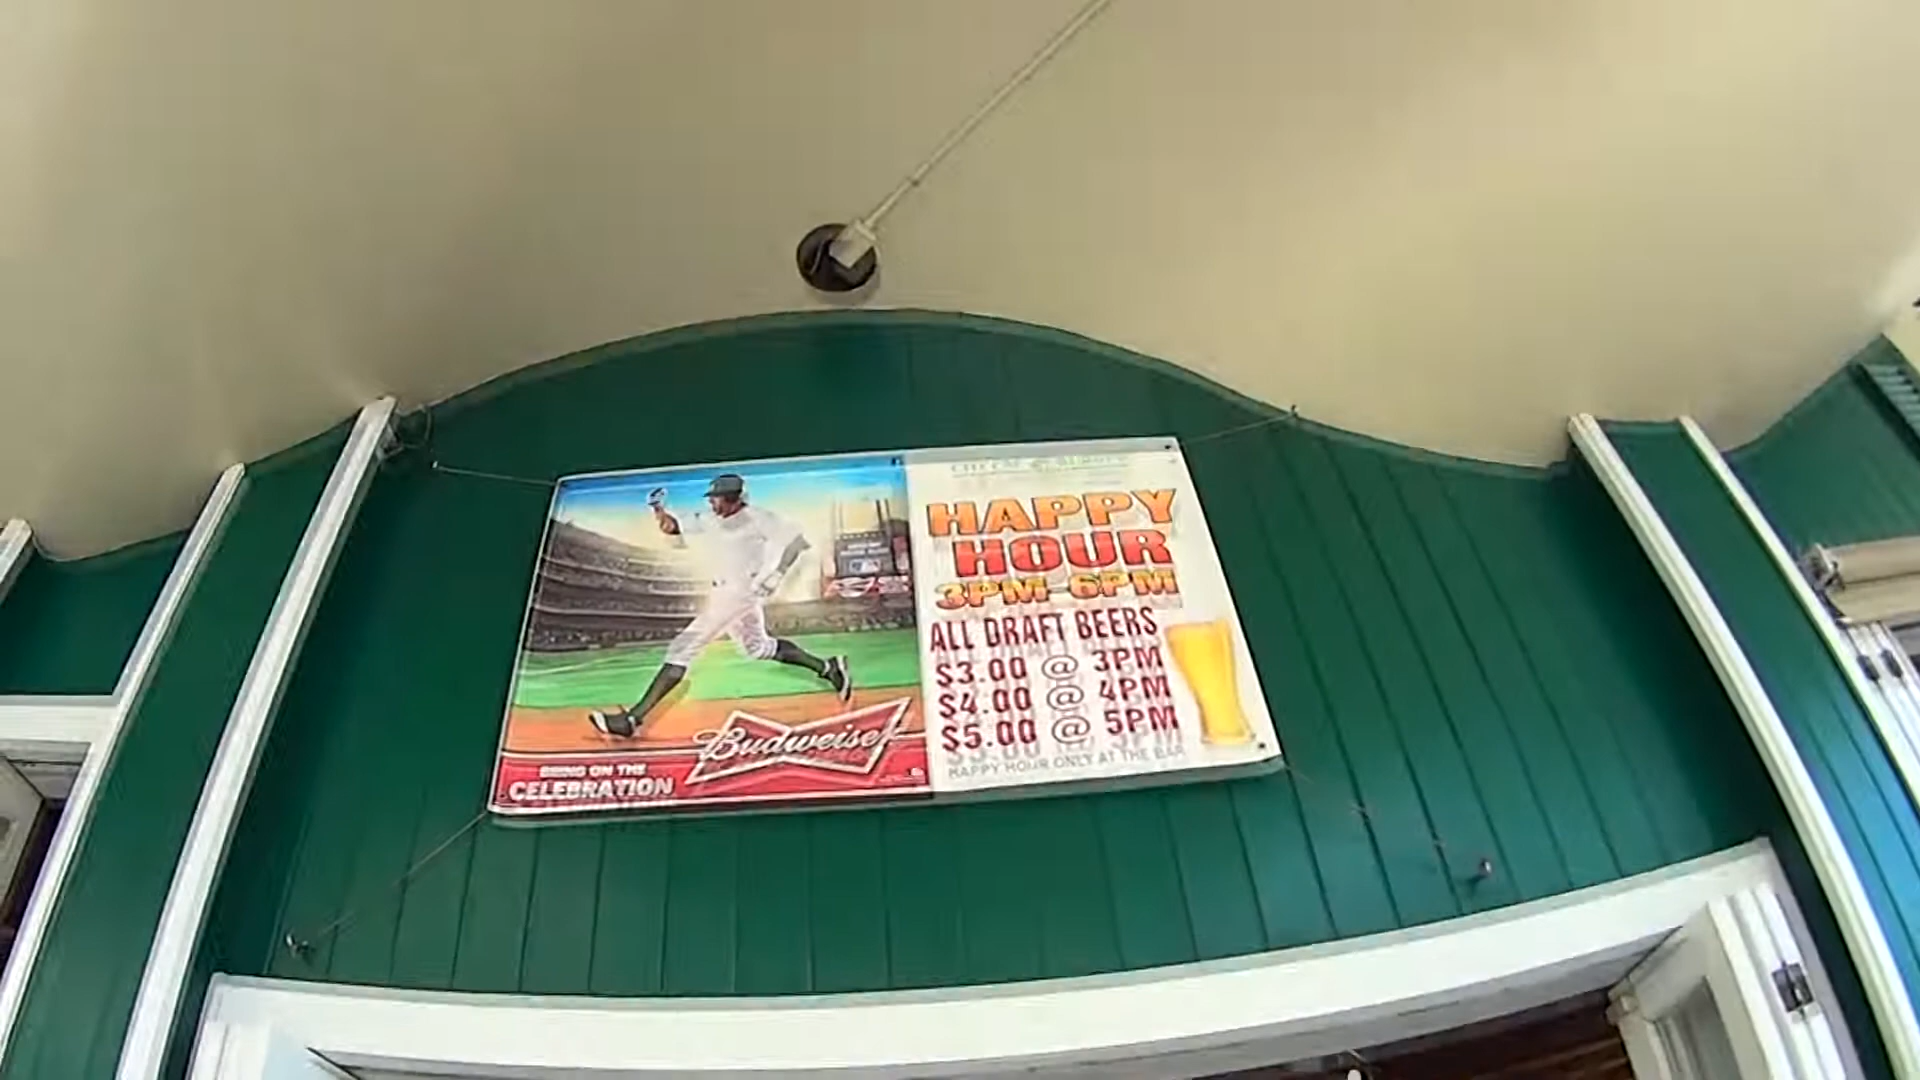 Budweiser
BRING ON THE
CELEBRATION
HAPPY
HOUR
3PM-6PM
ALL DRAFT BEERS
$3.00 @ 3PM
$4.00 @ 4PM
$5.00 @ 5PM
HAPPY HOUR ONLY AT THE BAR